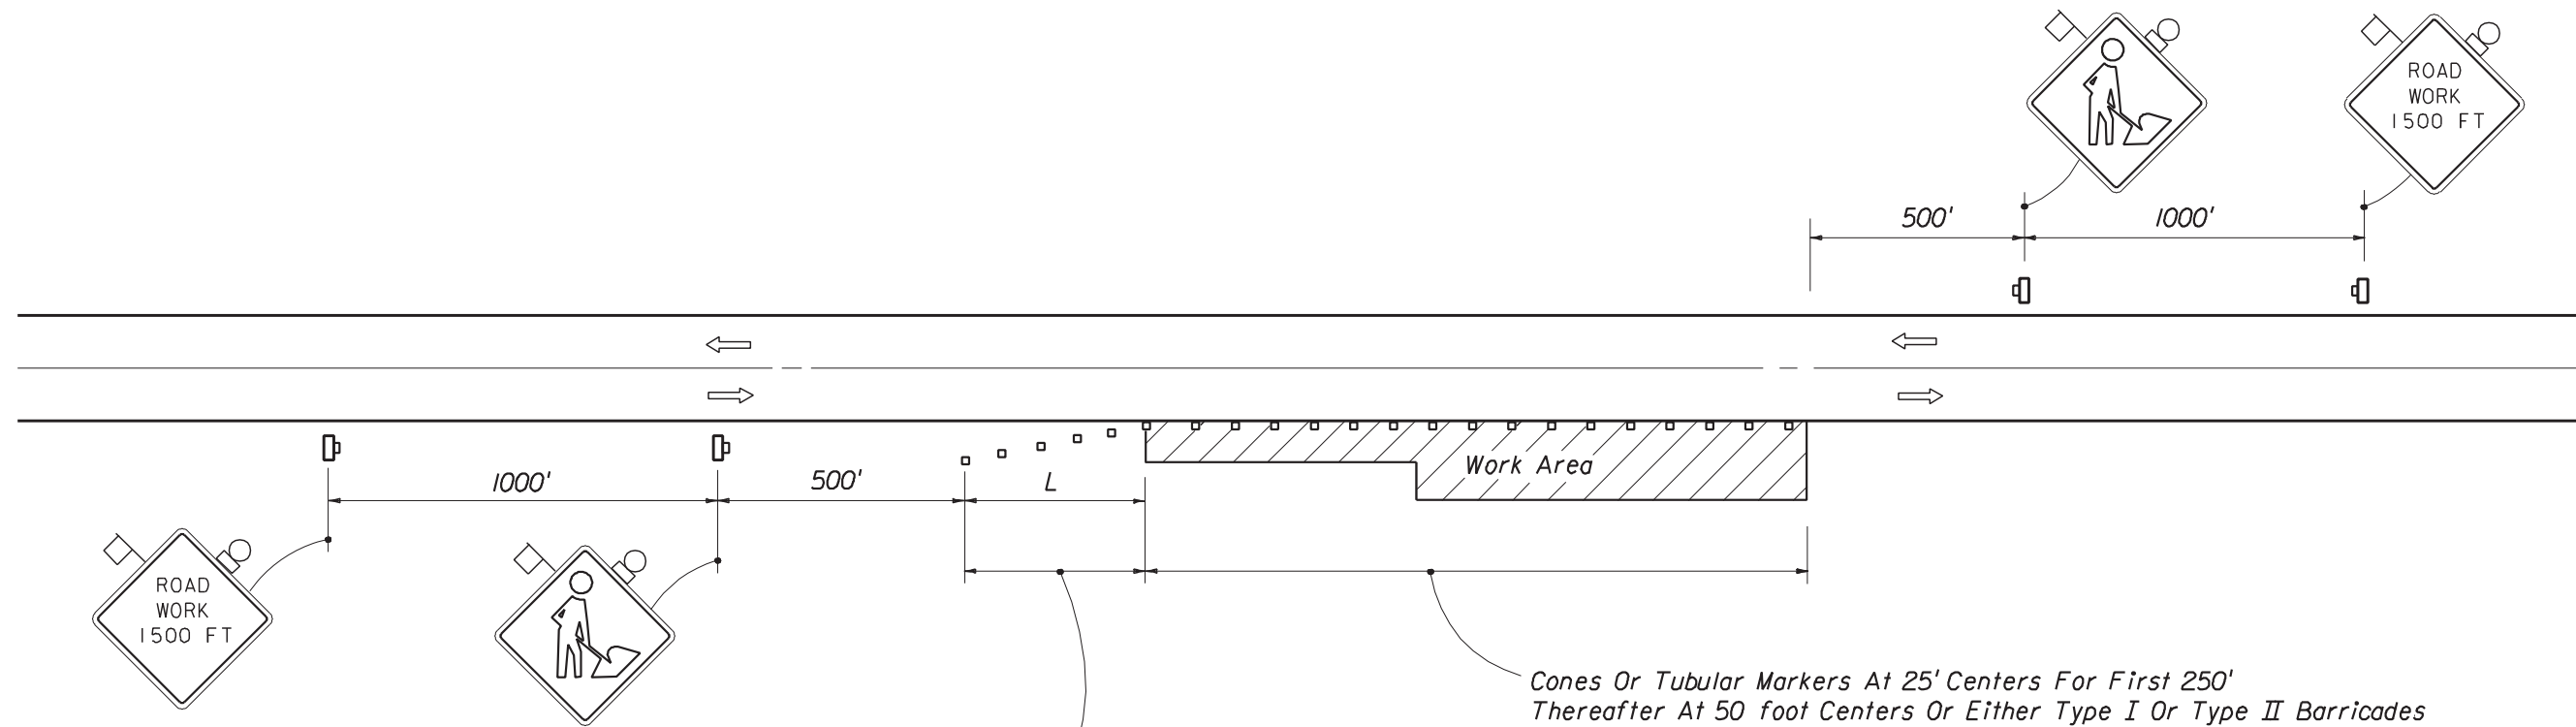 ROAD
WORK
1500 FT
500'
1000'
1000'
500'
L
Work Area
ROAD
WORK
1500 FT
Cones Or Tubular Markers At 25' Centers For First 250'
Thereafter At 50 foot Centers Or Either Type I Or Type II Barricades